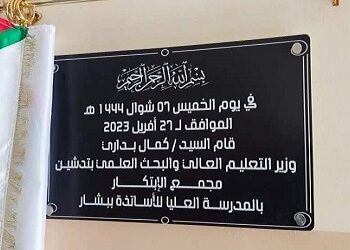 بسم الله الرحمن الرحيم
في يوم الخميس 06 شوال 1444 هـ
الموافق لـ 27 أفريل 2023
قام السيد / كمال بداري
وزير التعليم العالي والبحث العلمي بتدشين
مجمع الإبتكار
بالمدرسة العليا للأساتذة ببشار